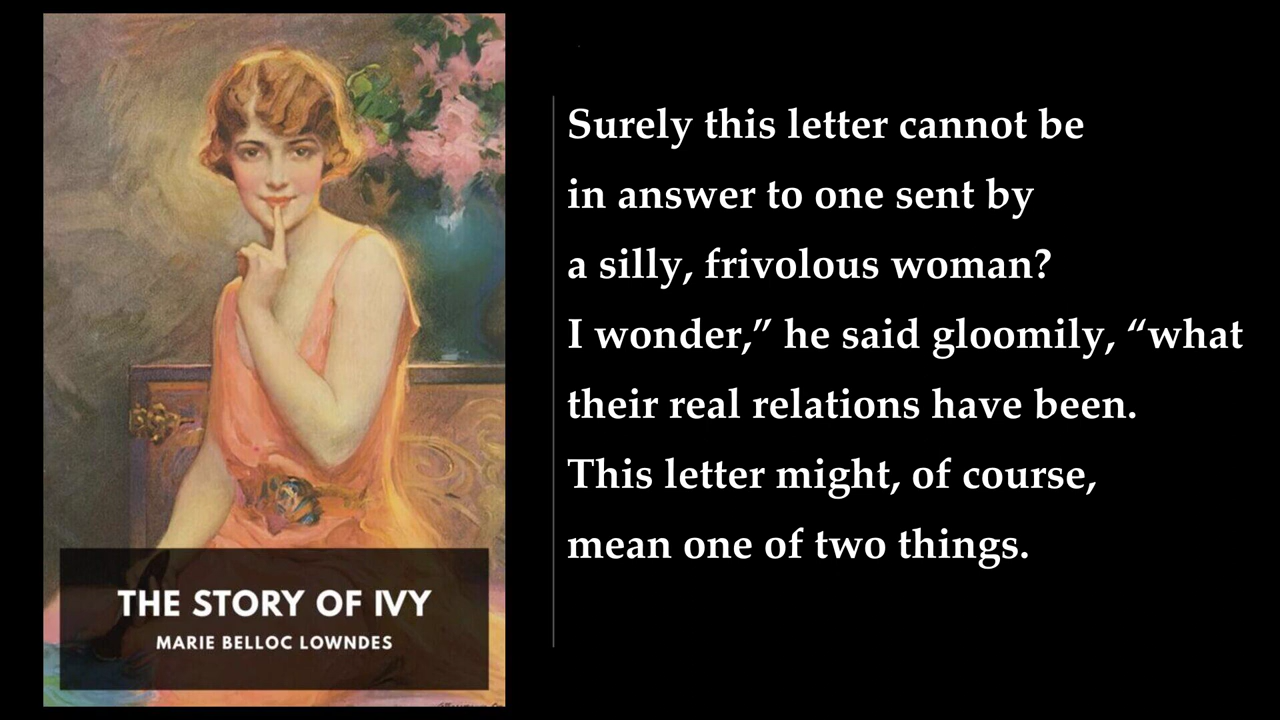 THE STORY OF IVY
MARIE BELLOC LOWNDES
Surely this letter cannot be
in answer to one sent by
a silly, frivolous woman?
I wonder,” he said gloomily, “what
their real relations have been.
This letter might, of course,
mean one of two things.